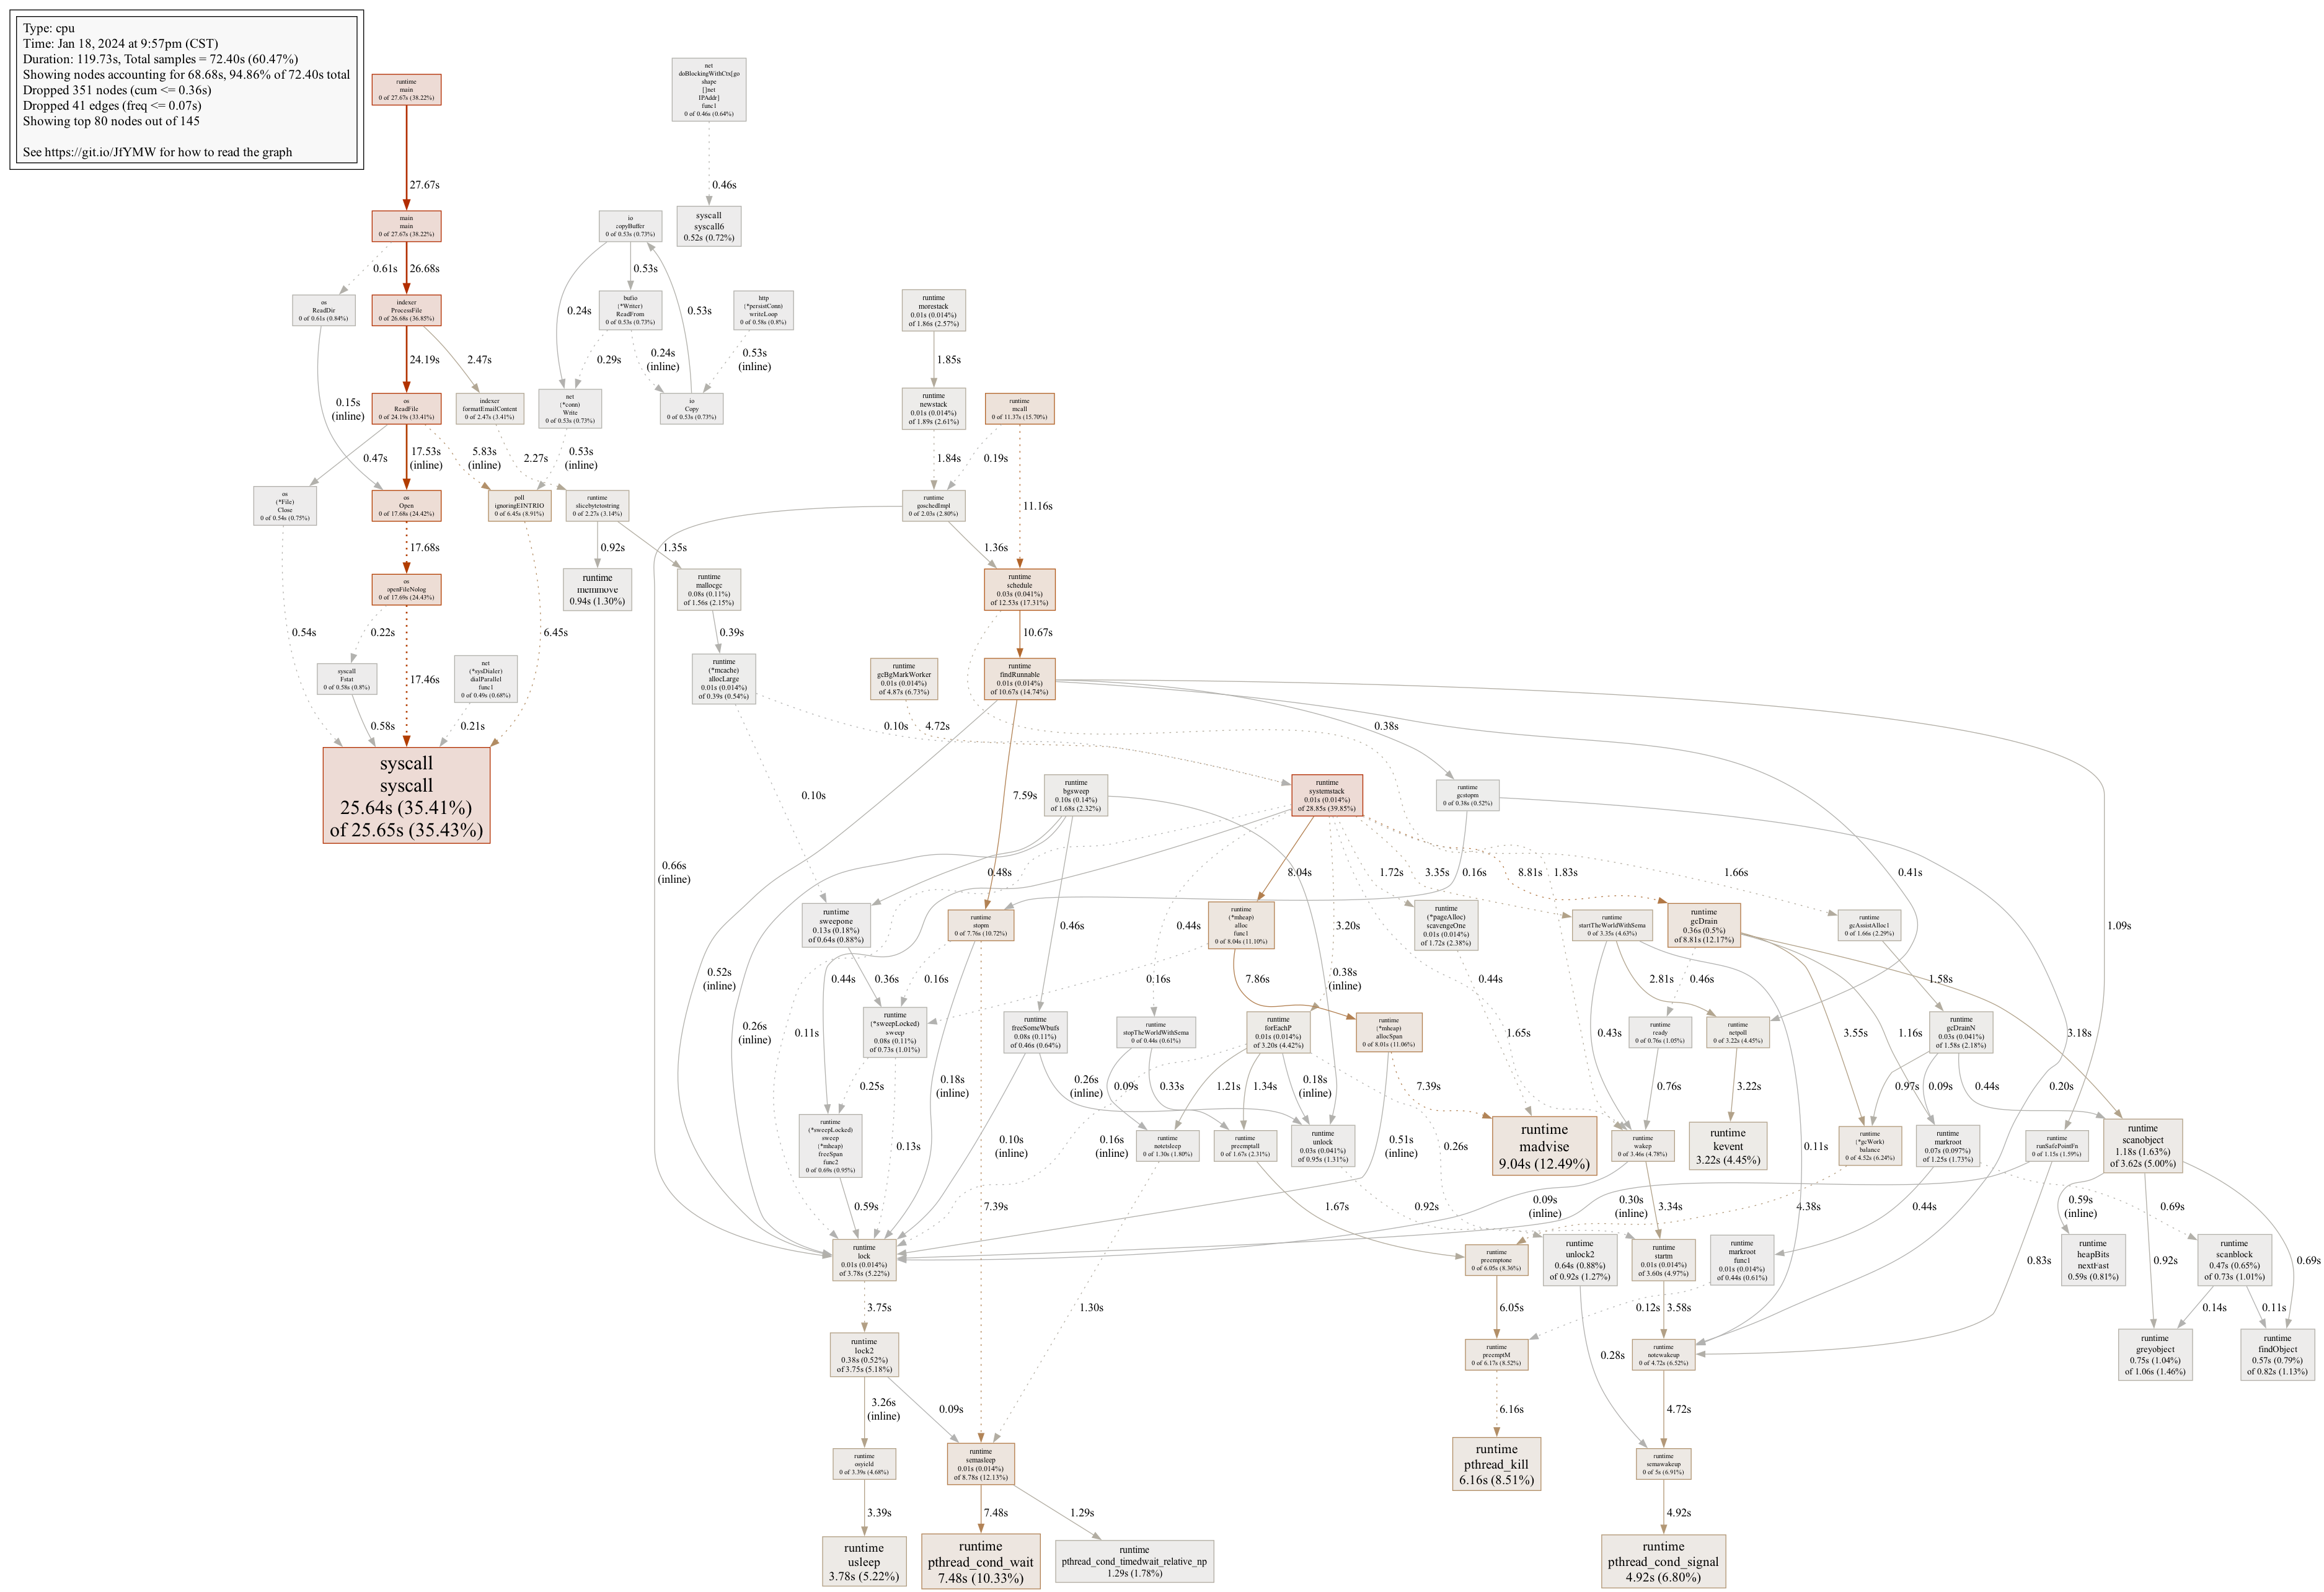 Type: cpu
Time: Jan 18, 2024 at 9:57pm (CST)
Duration: 119.73s, Total samples = 72.40s (60.47%)
Showing nodes accounting for 68.68s, 94.86% of 72.40s total
Dropped 351 nodes (cum <= 0.36s)
Dropped 41 edges (freq <= 0.07s)
Showing top 80 nodes out of 145
See https://git.io/JfYMW for how to read the graph
runtime
main
0 of 27.67s (38.22%)
net
doBlockingWithCtx[go
shape
[]net
IPAddr]
func1
0 of 0.46s (0.64%)
27.67s
0.46s
main
main
0 of 27.67s (38.22%)
io
copyBuffer
0 of 0.53s (0.73%)
syscall
syscall6
0.52s (0.72%)
0.61s
26.68s
0.53s
os
ReadDir
0 of 0.61s (0.84%)
indexer
ProcessFile
0 of 26.68s (36.85%)
0.24s
bufio
(*Writer)
ReadFrom
0 of 0.53s (0.73%)
0.53s
http
(*persistConn)
writeLoop
0 of 0.58s (0.8%)
runtime
morestack
0.01s (0.014%)
of 1.86s (2.57%)
24.19s
2.47s
0.29s
0.24s
(inline)
0.53s
(inline)
1.85s
0.15s
(inline)
os
ReadFile
0 of 24.19s (33.41%)
indexer
formatEmailContent
0 of 2.47s (3.41%)
net
(*conn)
Write
0 of 0.53s (0.73%)
io
Copy
0 of 0.53s (0.73%)
runtime
newstack
0.01s (0.014%)
of 1.89s (2.61%)
runtime
mcall
0 of 11.37s (15.70%)
0.47s
17.53s
(inline)
5.83s
(inline)
2.27s
0.53s
(inline)
1.84s
0.19s
11.16s
os
(*File)
Close
0 of 0.54s (0.75%)
os
Open
0 of 17.68s (24.42%)
poll
ignoringEINTRIO
0 of 6.45s (8.91%)
runtime
slicebytetostring
0 of 2.27s (3.14%)
runtime
goschedImpl
0 of 2.03s (2.80%)
17.68s
0.92s
1.35s
1.36s
os
openFileNolog
0 of 17.69s (24.43%)
runtime
memmove
0.94s (1.30%)
runtime
mallocgc
0.08s (0.11%)
of 1.56s (2.15%)
runtime
schedule
0.03s (0.041%)
of 12.53s (17.31%)
0.54s
0.22s
6.45s
0.39s
10.67s
syscall
Fstat
0 of 0.58s (0.8%)
17.46s
net
(*sysDialer)
dialParallel
func1
0 of 0.49s (0.68%)
runtime
(*mcache)
allocLarge
0.01s (0.014%)
of 0.39s (0.54%)
runtime
gcBgMarkWorker
0.01s (0.014%)
of 4.87s (6.73%)
runtime
findRunnable
0.01s (0.014%)
of 10.67s (14.74%)
0.58s
0.21s
0.10s
4.72s
0.38s
syscall
syscall
25.64s (35.41%)
of 25.65s (35.43%)
0.10s
runtime
bgsweep
0.10s (0.14%)
of 1.68s (2.32%)
7.59s
runtime
systemstack
0.01s (0.014%)
of 28.85s (39.85%)
runtime
gcstopm
0 of 0.38s (0.52%)
0.66s
(inline)
0.48s
8.04s
1.72s
3.35s
0.16s
8.81s
1.83s
1.66s
0.41s
runtime
sweepone
0.13s (0.18%)
of 0.64s (0.88%)
runtime
stopm
0 of 7.76s (10.72%)
0.46s
0.44s
runtime
(*mheap)
alloc
func1
0 of 8.04s (11.10%)
3.20s
runtime
(*pageAlloc)
scavengeOne
0.01s (0.014%)
of 1.72s (2.38%)
runtime
startTheWorldWithSema
0 of 3.35s (4.63%)
runtime
gcDrain
0.36s (0.5%)
of 8.81s (12.17%)
runtime
gcAssistAlloc1
0 of 1.66s (2.29%)
1.09s
0.52s
(inline)
0.44s
0.36s
0.16s
0.16s
7.86s
0.38s
(inline)
0.44s
2.81s
0.46s
1.58s
0.26s
(inline)
0.11s
runtime
(*sweepLocked)
sweep
0.08s (0.11%)
of 0.73s (1.01%)
runtime
freeSomeWbufs
0.08s (0.11%)
of 0.46s (0.64%)
runtime
stopTheWorldWithSema
0 of 0.44s (0.61%)
runtime
forEachP
0.01s (0.014%)
of 3.20s (4.42%)
runtime
(*mheap)
allocSpan
0 of 8.01s (11.06%)
1.65s
0.43s
runtime
ready
0 of 0.76s (1.05%)
runtime
netpoll
0 of 3.22s (4.45%)
3.55s
1.16s
runtime
gcDrainN
0.03s (0.041%)
of 1.58s (2.18%)
3.18s
0.25s
0.18s
(inline)
0.26s
(inline)
0.09s
0.33s
1.21s
1.34s
0.18s
(inline)
7.39s
0.76s
3.22s
0.97s
0.09s
0.44s
0.20s
runtime
(*sweepLocked)
sweep
(*mheap)
freeSpan
func2
0 of 0.69s (0.95%)
0.13s
0.10s
(inline)
0.16s
(inline)
runtime
notetsleep
0 of 1.30s (1.80%)
runtime
preemptall
0 of 1.67s (2.31%)
runtime
unlock
0.03s (0.041%)
of 0.95s (1.31%)
0.51s
(inline)
0.26s
runtime
madvise
9.04s (12.49%)
runtime
wakep
0 of 3.46s (4.78%)
runtime
kevent
3.22s (4.45%)
0.11s
runtime
(*gcWork)
balance
0 of 4.52s (6.24%)
runtime
markroot
0.07s (0.097%)
of 1.25s (1.73%)
runtime
runSafePointFn
0 of 1.15s (1.59%)
runtime
scanobject
1.18s (1.63%)
of 3.62s (5.00%)
0.59s
7.39s
1.67s
0.92s
0.09s
(inline)
0.30s
(inline)
3.34s
4.38s
0.44s
0.59s
(inline)
0.69s
runtime
lock
0.01s (0.014%)
of 3.78s (5.22%)
runtime
preemptone
0 of 6.05s (8.36%)
runtime
unlock2
0.64s (0.88%)
of 0.92s (1.27%)
runtime
startm
0.01s (0.014%)
of 3.60s (4.97%)
runtime
markroot
func1
0.01s (0.014%)
of 0.44s (0.61%)
0.83s
runtime
heapBits
nextFast
0.59s (0.81%)
0.92s
runtime
scanblock
0.47s (0.65%)
of 0.73s (1.01%)
0.69s
3.75s
1.30s
6.05s
0.12s
3.58s
0.14s
0.11s
runtime
lock2
0.38s (0.52%)
of 3.75s (5.18%)
runtime
preemptM
0 of 6.17s (8.52%)
0.28s
runtime
notewakeup
0 of 4.72s (6.52%)
runtime
greyobject
0.75s (1.04%)
of 1.06s (1.46%)
runtime
findObject
0.57s (0.79%)
of 0.82s (1.13%)
3.26s
(inline)
0.09s
6.16s
4.72s
runtime
osyield
0 of 3.39s (4.68%)
runtime
semasleep
0.01s (0.014%)
of 8.78s (12.13%)
runtime
pthread_kill
6.16s (8.51%)
runtime
semawakeup
0 of 5s (6.91%)
3.39s
7.48s
1.29s
4.92s
runtime
usleep
3.78s (5.22%)
runtime
pthread_cond_wait
7.48s (10.33%)
runtime
pthread_cond_timedwait_relative_np
1.29s (1.78%)
runtime
pthread_cond_signal
4.92s (6.80%)